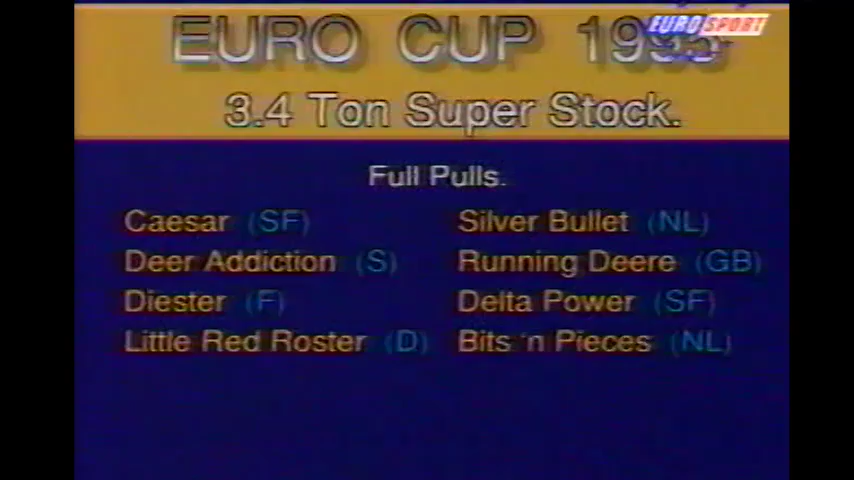 EUROSPORT
EURO CUP 1995
3.4 Ton Super Stock.
Full Pulls.
Caesar (SF)
Deer Addiction (S)
Diester (F)
Little Red Roster (D)
Silver Bullet (NL)
Running Deere (GB)
Delta Power (SF)
Bits 'n Pieces (NL)